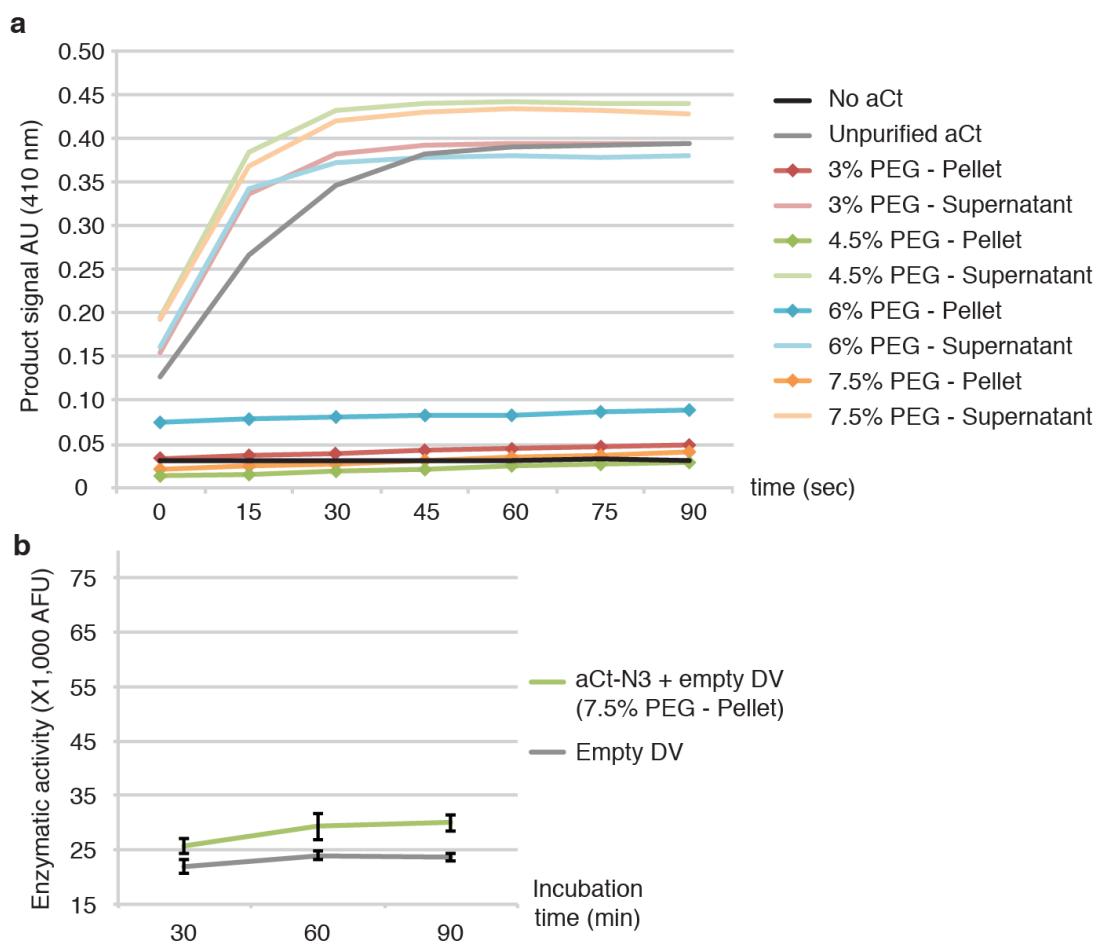 a
Product signal AU (410 nm)
0.50
0.45
0.40
0.35
0.30
0.25
0.20
0.15
0.10
0.05
0
0 15 30 45 60 75 90
time (sec)
No aCt
Unpurified aCt
3% PEG - Pellet
3% PEG - Supernatant
4.5% PEG - Pellet
4.5% PEG - Supernatant
6% PEG - Pellet
6% PEG - Supernatant
7.5% PEG - Pellet
7.5% PEG - Supernatant
b
Enzymatic activity (X1,000 AFU)
75
65
55
45
35
25
15
30 60 90
Incubation
time (min)
aCt-N3 + empty DV
(7.5% PEG - Pellet)
Empty DV